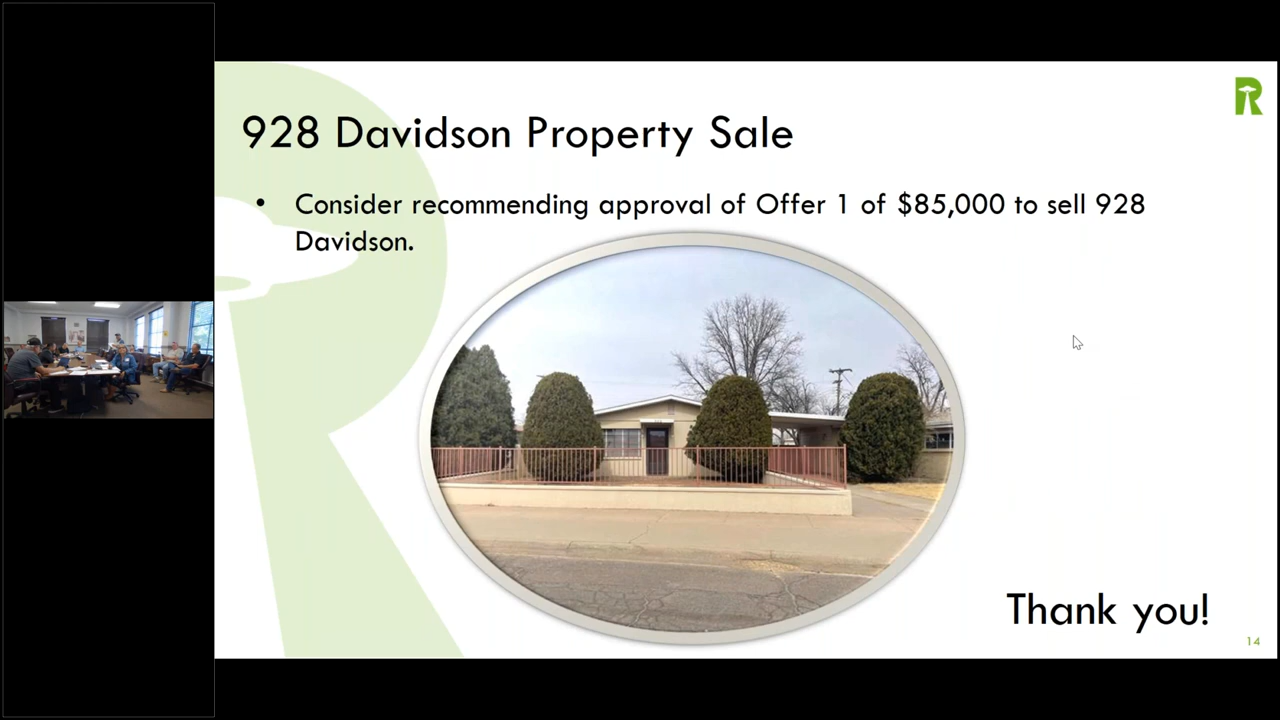 928 Davidson Property Sale
• Consider recommending approval of Offer 1 of $85,000 to sell 928
Davidson.
Thank you!
14